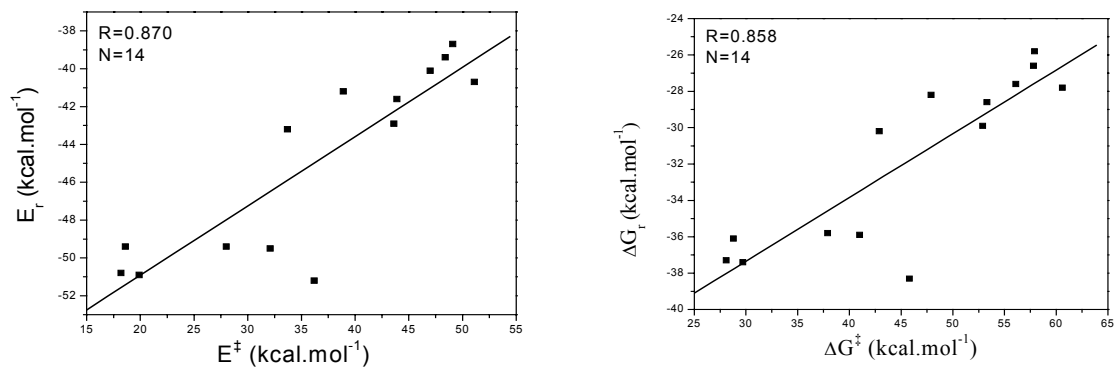 R=0.870
N=14
-38
-40
-42
-44
-46
-48
-50
-52
E_r (kcal.mol⁻¹)
15 20 25 30 35 40 45 50 55
E‡ (kcal.mol⁻¹)
R=0.858
N=14
-24
-26
-28
-30
-32
-34
-36
-38
-40
ΔG_r (kcal.mol⁻¹)
25 30 35 40 45 50 55 60 65
ΔG‡ (kcal.mol⁻¹)